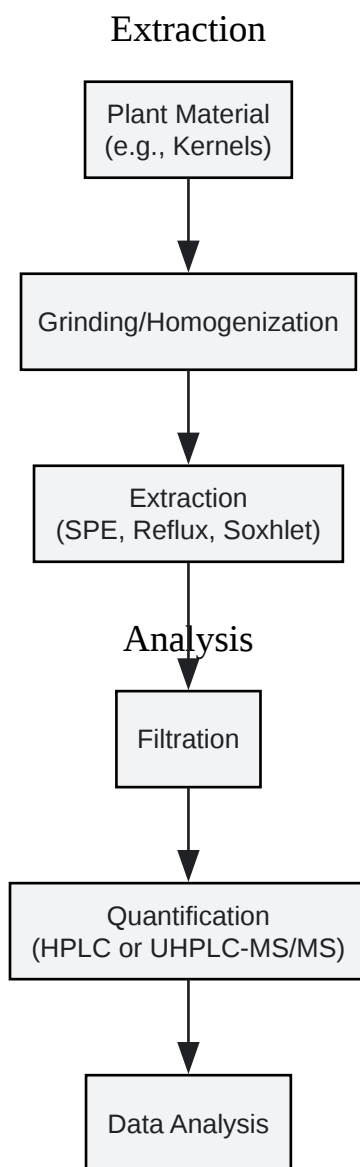 Extraction
Plant Material
(e.g., Kernels)
Grinding/Homogenization
Extraction
(SPE, Reflux, Soxhlet)
Analysis
Filtration
Quantification
(HPLC or UHPLC-MS/MS)
Data Analysis